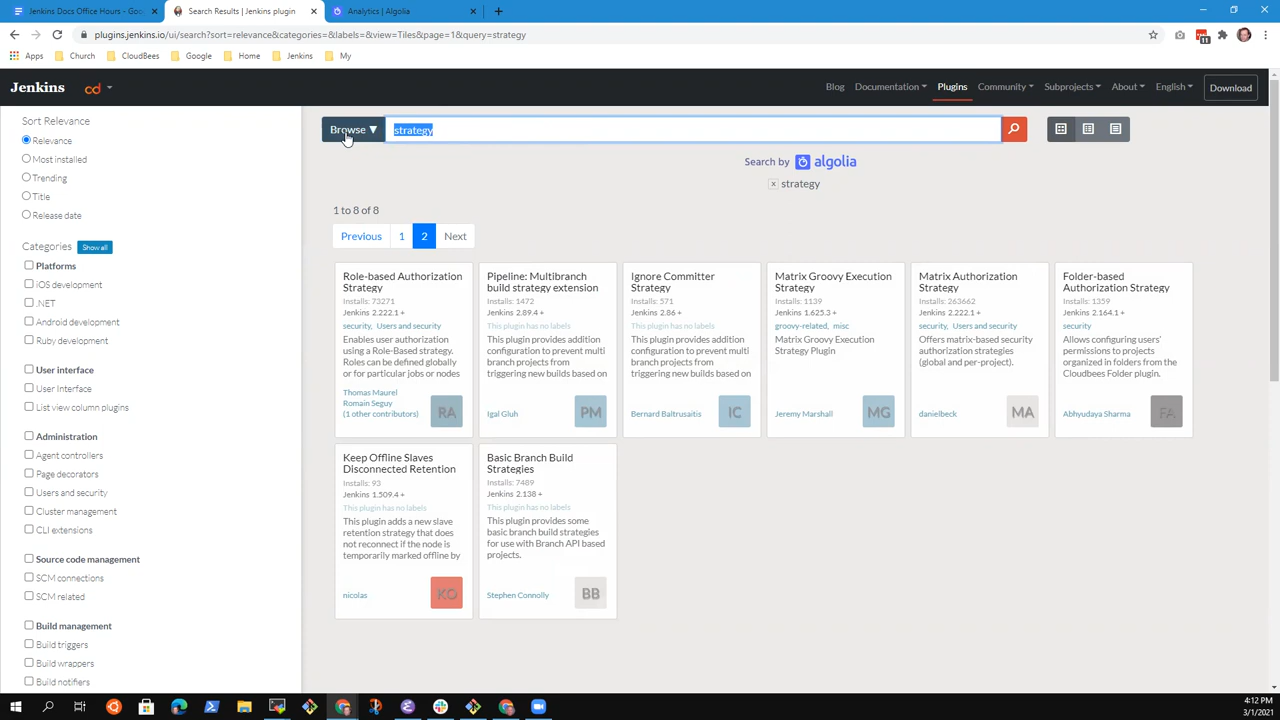 Jenkins Docs Office Hours - Goo
Search Results | Jenkins plugin
Analytics | Algolia
plugins.jenkins.io/ui/search?sort=relevance&categories=&labels=&view=Tiles&page=1&query=strategy
11
Apps
Church
CloudBees
Google
Home
Jenkins
My
Jenkins
cd
Blog
Documentation
Plugins
Community
Subprojects
About
English
Download
Sort Relevance
Relevance
Most installed
Trending
Title
Release date
Categories
Show all
Platforms
iOS development
.NET
Android development
Ruby development
User interface
User Interface
List view column plugins
Administration
Agent controllers
Page decorators
Users and security
Cluster management
CLI extensions
Source code management
SCM connections
SCM related
Build management
Build triggers
Build wrappers
Build notifiers
Browse ▼
strategy
Search by algolia
x strategy
1 to 8 of 8
Previous 1 2 Next
Role-based Authorization
Strategy
Installs: 73271
Jenkins 2.222.1 +
security, Users and security
Enables user authorization
using a Role-Based strategy.
Roles can be defined globally
or for particular jobs or nodes
Thomas Maurel
Romain Seguy
(1 other contributors)
RA
Pipeline: Multibranch
build strategy extension
Installs: 1472
Jenkins 2.89.4 +
This plugin has no labels
This plugin provides addition
configuration to prevent multi
branch projects from
triggering new builds based on
Igal Gluh
PM
Ignore Committer
Strategy
Installs: 571
Jenkins 2.86 +
This plugin has no labels
This plugin provides addition
configuration to prevent multi
branch projects from
triggering new builds based on
Bernard Baltrusaitis
IC
Matrix Groovy Execution
Strategy
Installs: 1139
Jenkins 1.625.3 +
groovy-related, misc
Matrix Groovy Execution
Strategy Plugin
Jeremy Marshall
MG
Matrix Authorization
Strategy
Installs: 263662
Jenkins 2.222.1 +
security, Users and security
Offers matrix-based security
authorization strategies
(global and per-project).
danielbeck
MA
Folder-based
Authorization Strategy
Installs: 1359
Jenkins 2.164.1 +
security
Allows configuring users'
permissions to projects
organized in folders from the
Cloudbees Folder plugin.
Abhyudaya Sharma
FA
Keep Offline Slaves
Disconnected Retention
Installs: 93
Jenkins 1.509.4 +
This plugin has no labels
This plugin adds a new slave
retention strategy that does
not reconnect if the node is
temporarily marked offline by
nicolas
KO
Basic Branch Build
Strategies
Installs: 7489
Jenkins 2.138 +
This plugin has no labels
This plugin provides some
basic branch build strategies
for use with Branch API based
projects.
Stephen Connolly
BB
4:12 PM
3/1/2021